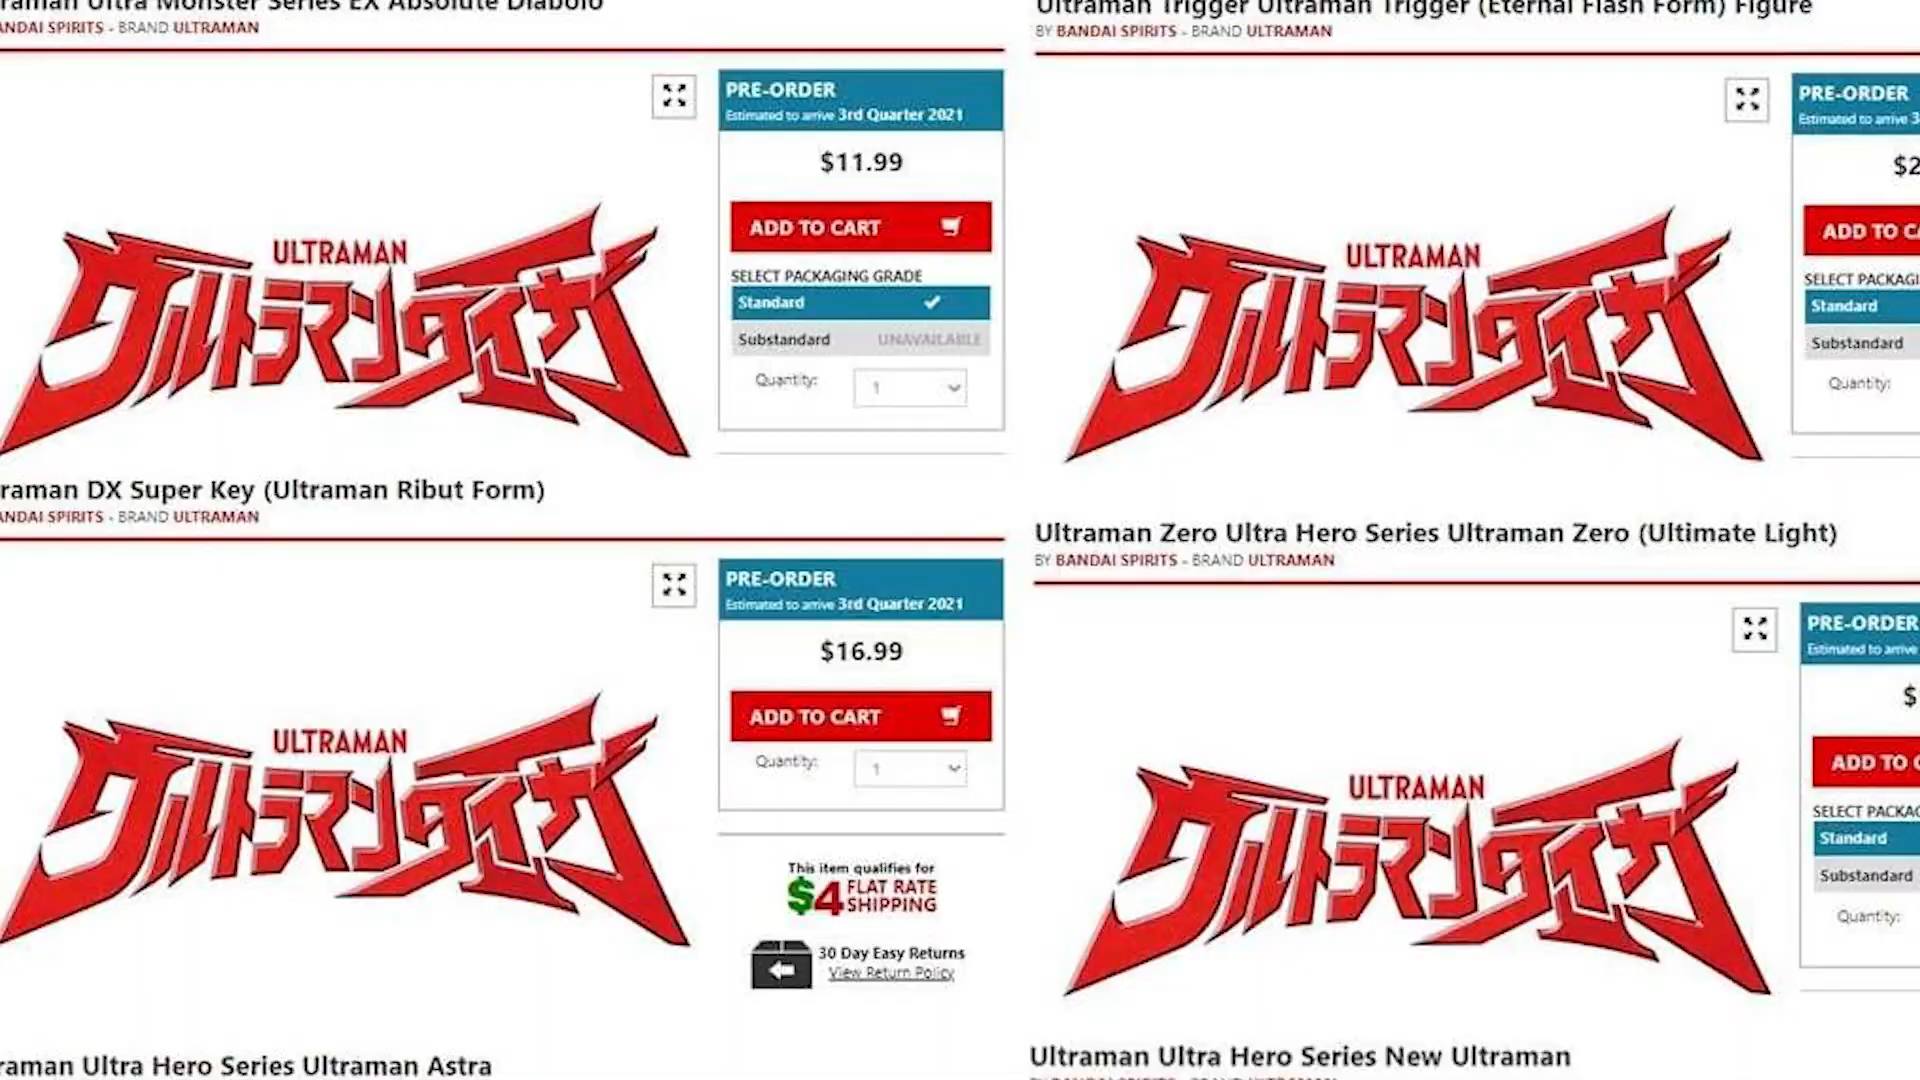 raman Ultra Monster Series EX Absolute Diabolo
ANDAI SPIRITS - BRAND ULTRAMAN
PRE-ORDER
Estimated to arrive 3rd Quarter 2021
$11.99
ADD TO CART
SELECT PACKAGING GRADE
Standard
Substandard UNAVAILABLE
Quantity: 1
ULTRAMAN
ウルトラマンタイガ
raman DX Super Key (Ultraman Ribut Form)
ANDAI SPIRITS - BRAND ULTRAMAN
PRE-ORDER
Estimated to arrive 3rd Quarter 2021
$16.99
ADD TO CART
Quantity: 1
ULTRAMAN
ウルトラマンタイガ
This item qualifies for
$4 FLAT RATE
SHIPPING
30 Day Easy Returns
View Return Policy
raman Ultra Hero Series Ultraman Astra
Ultraman Trigger Ultraman Trigger (Eternal Flash Form) Figure
BY BANDAI SPIRITS - BRAND ULTRAMAN
PRE-ORDER
Estimated to arrive 3
$2
ADD TO CA
SELECT PACKAGI
Standard
Substandard
Quantity:
ULTRAMAN
ウルトラマンタイガ
Ultraman Zero Ultra Hero Series Ultraman Zero (Ultimate Light)
BY BANDAI SPIRITS - BRAND ULTRAMAN
PRE-ORDER
Estimated to arrive
$
ADD TO C
SELECT PACKAG
Standard
Substandard
Quantity:
ULTRAMAN
ウルトラマンタイガ
Ultraman Ultra Hero Series New Ultraman